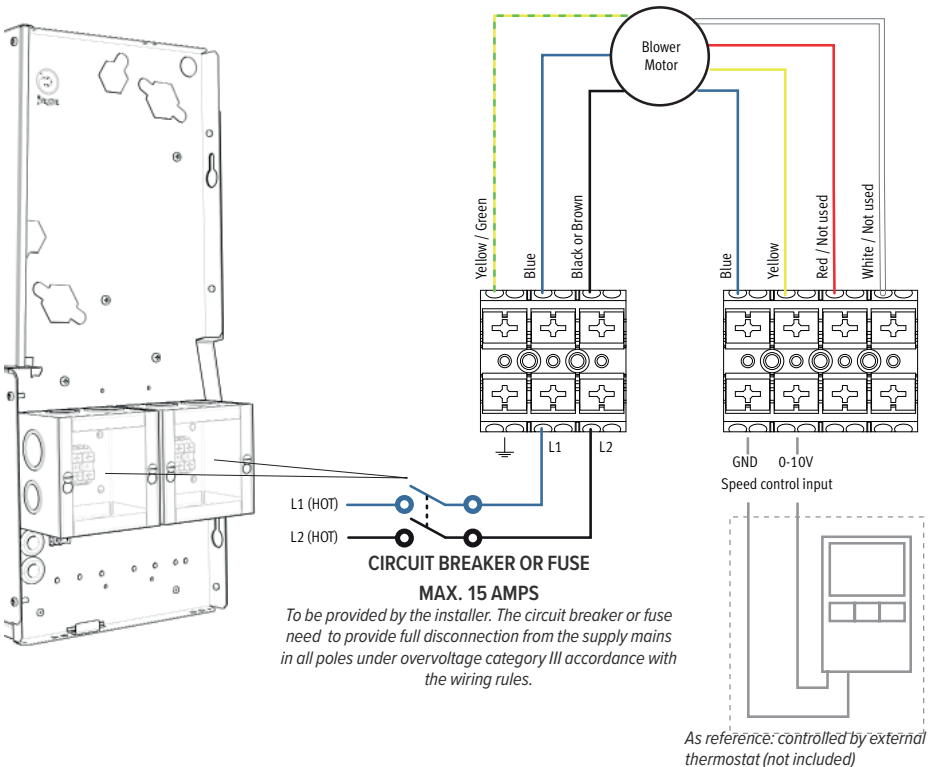 Blower
Motor
Yellow / Green
Blue
Black or Brown
Blue
Yellow
Red / Not used
White / Not used
L1
L2
GND
0-10V
Speed control input
L1 (HOT)
L2 (HOT)
CIRCUIT BREAKER OR FUSE
MAX. 15 AMPS
To be provided by the installer. The circuit breaker or fuse
need to provide full disconnection from the supply mains
in all poles under overvoltage category III accordance with
the wiring rules.
As reference: controlled by external
thermostat (not included)